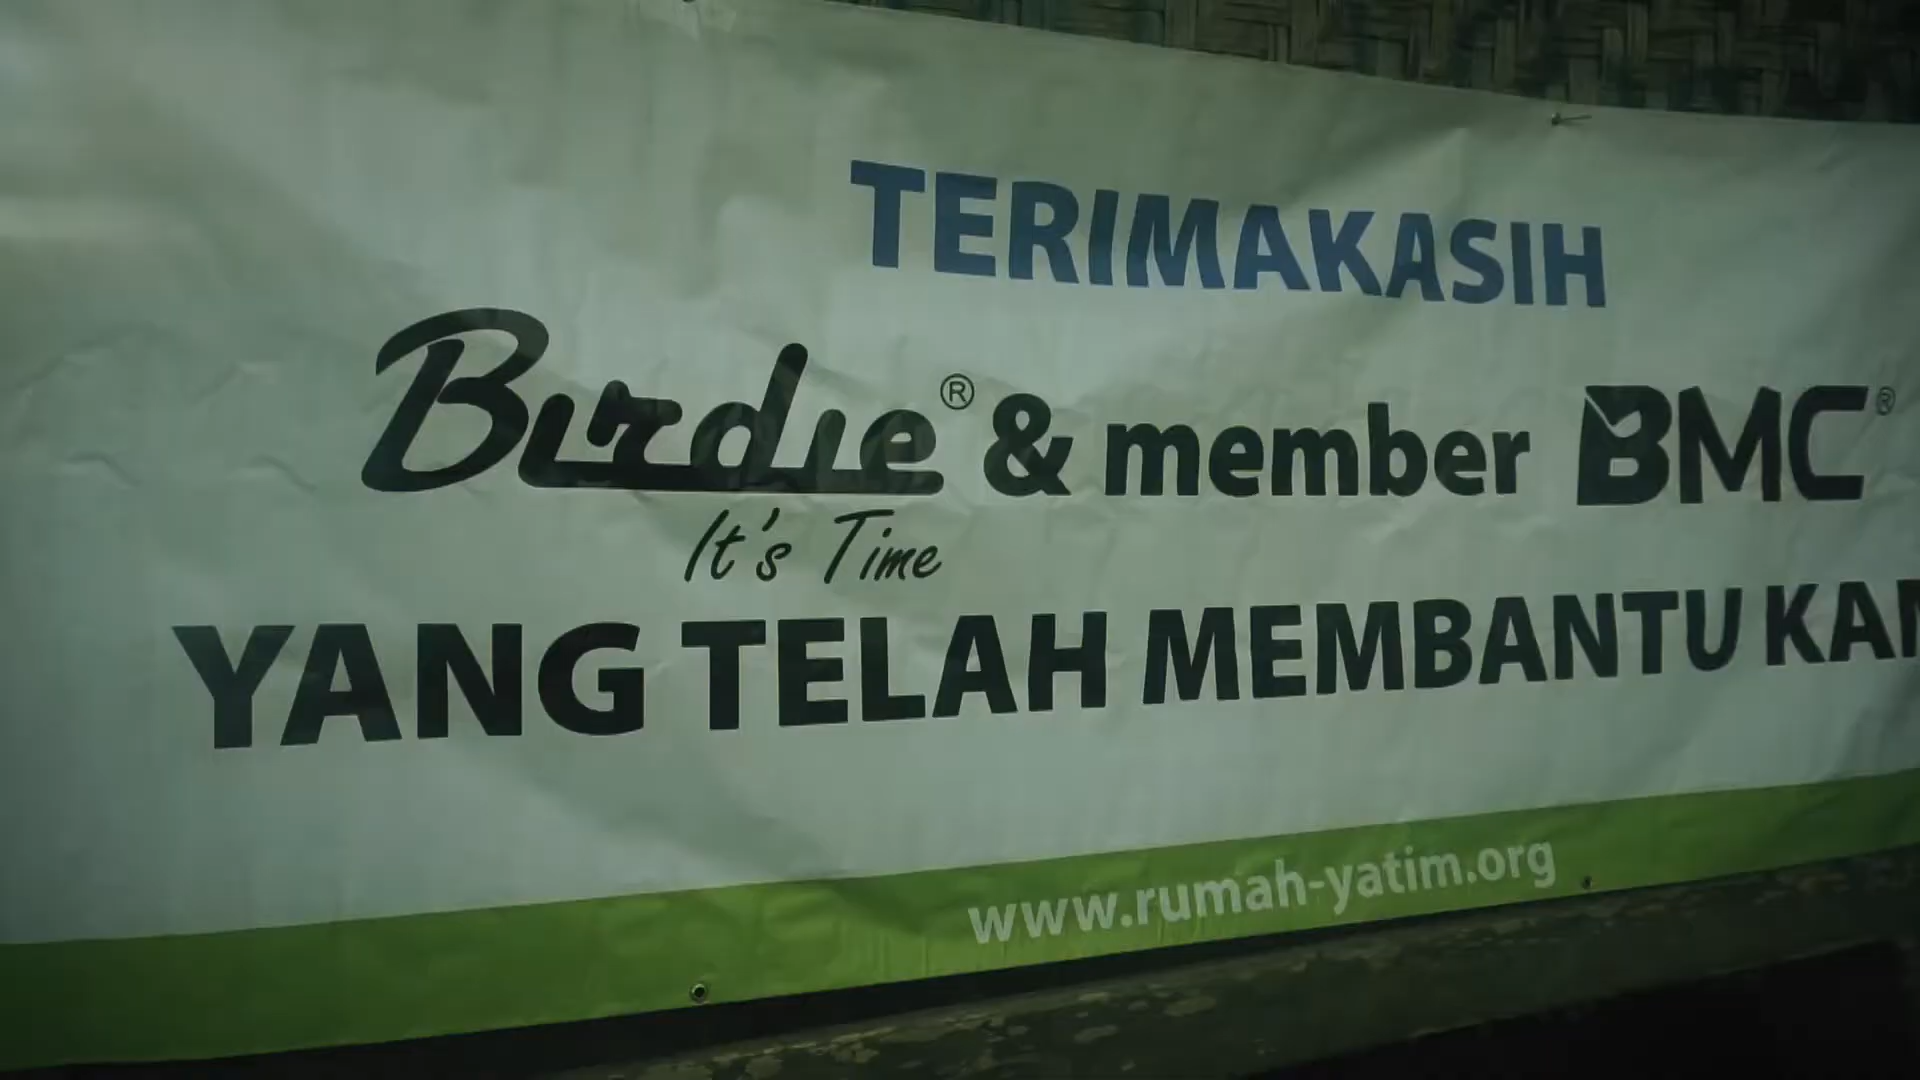 TERIMAKASIH
Birdie® & member BMC®
It's Time
YANG TELAH MEMBANTU
www.rumah-yatim.org